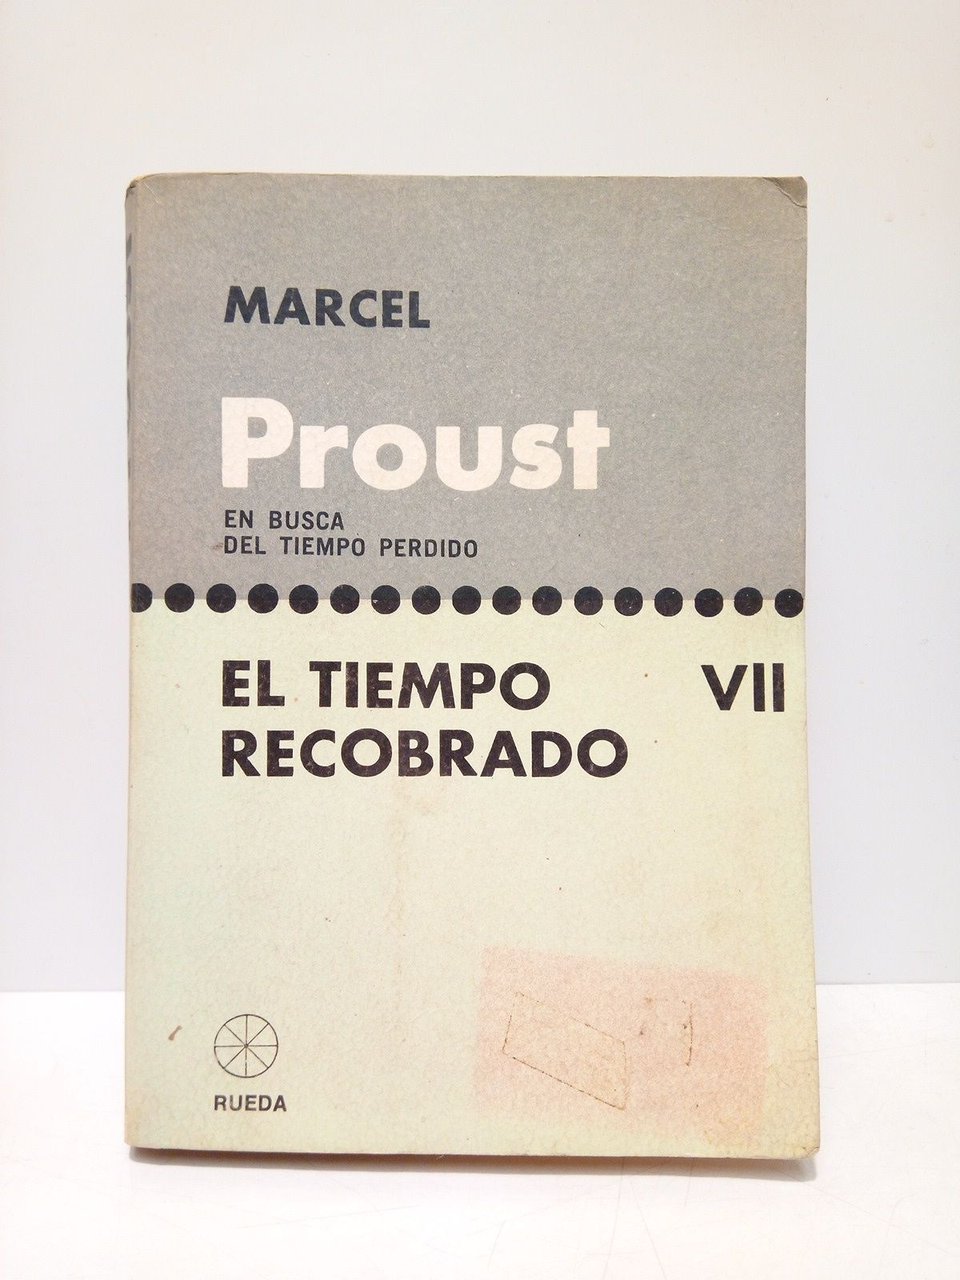 MARCEL
Proust
EN BUSCA
DEL TIEMPO PERDIDO
EL TIEMPO VII
RECOBRADO
RUEDA